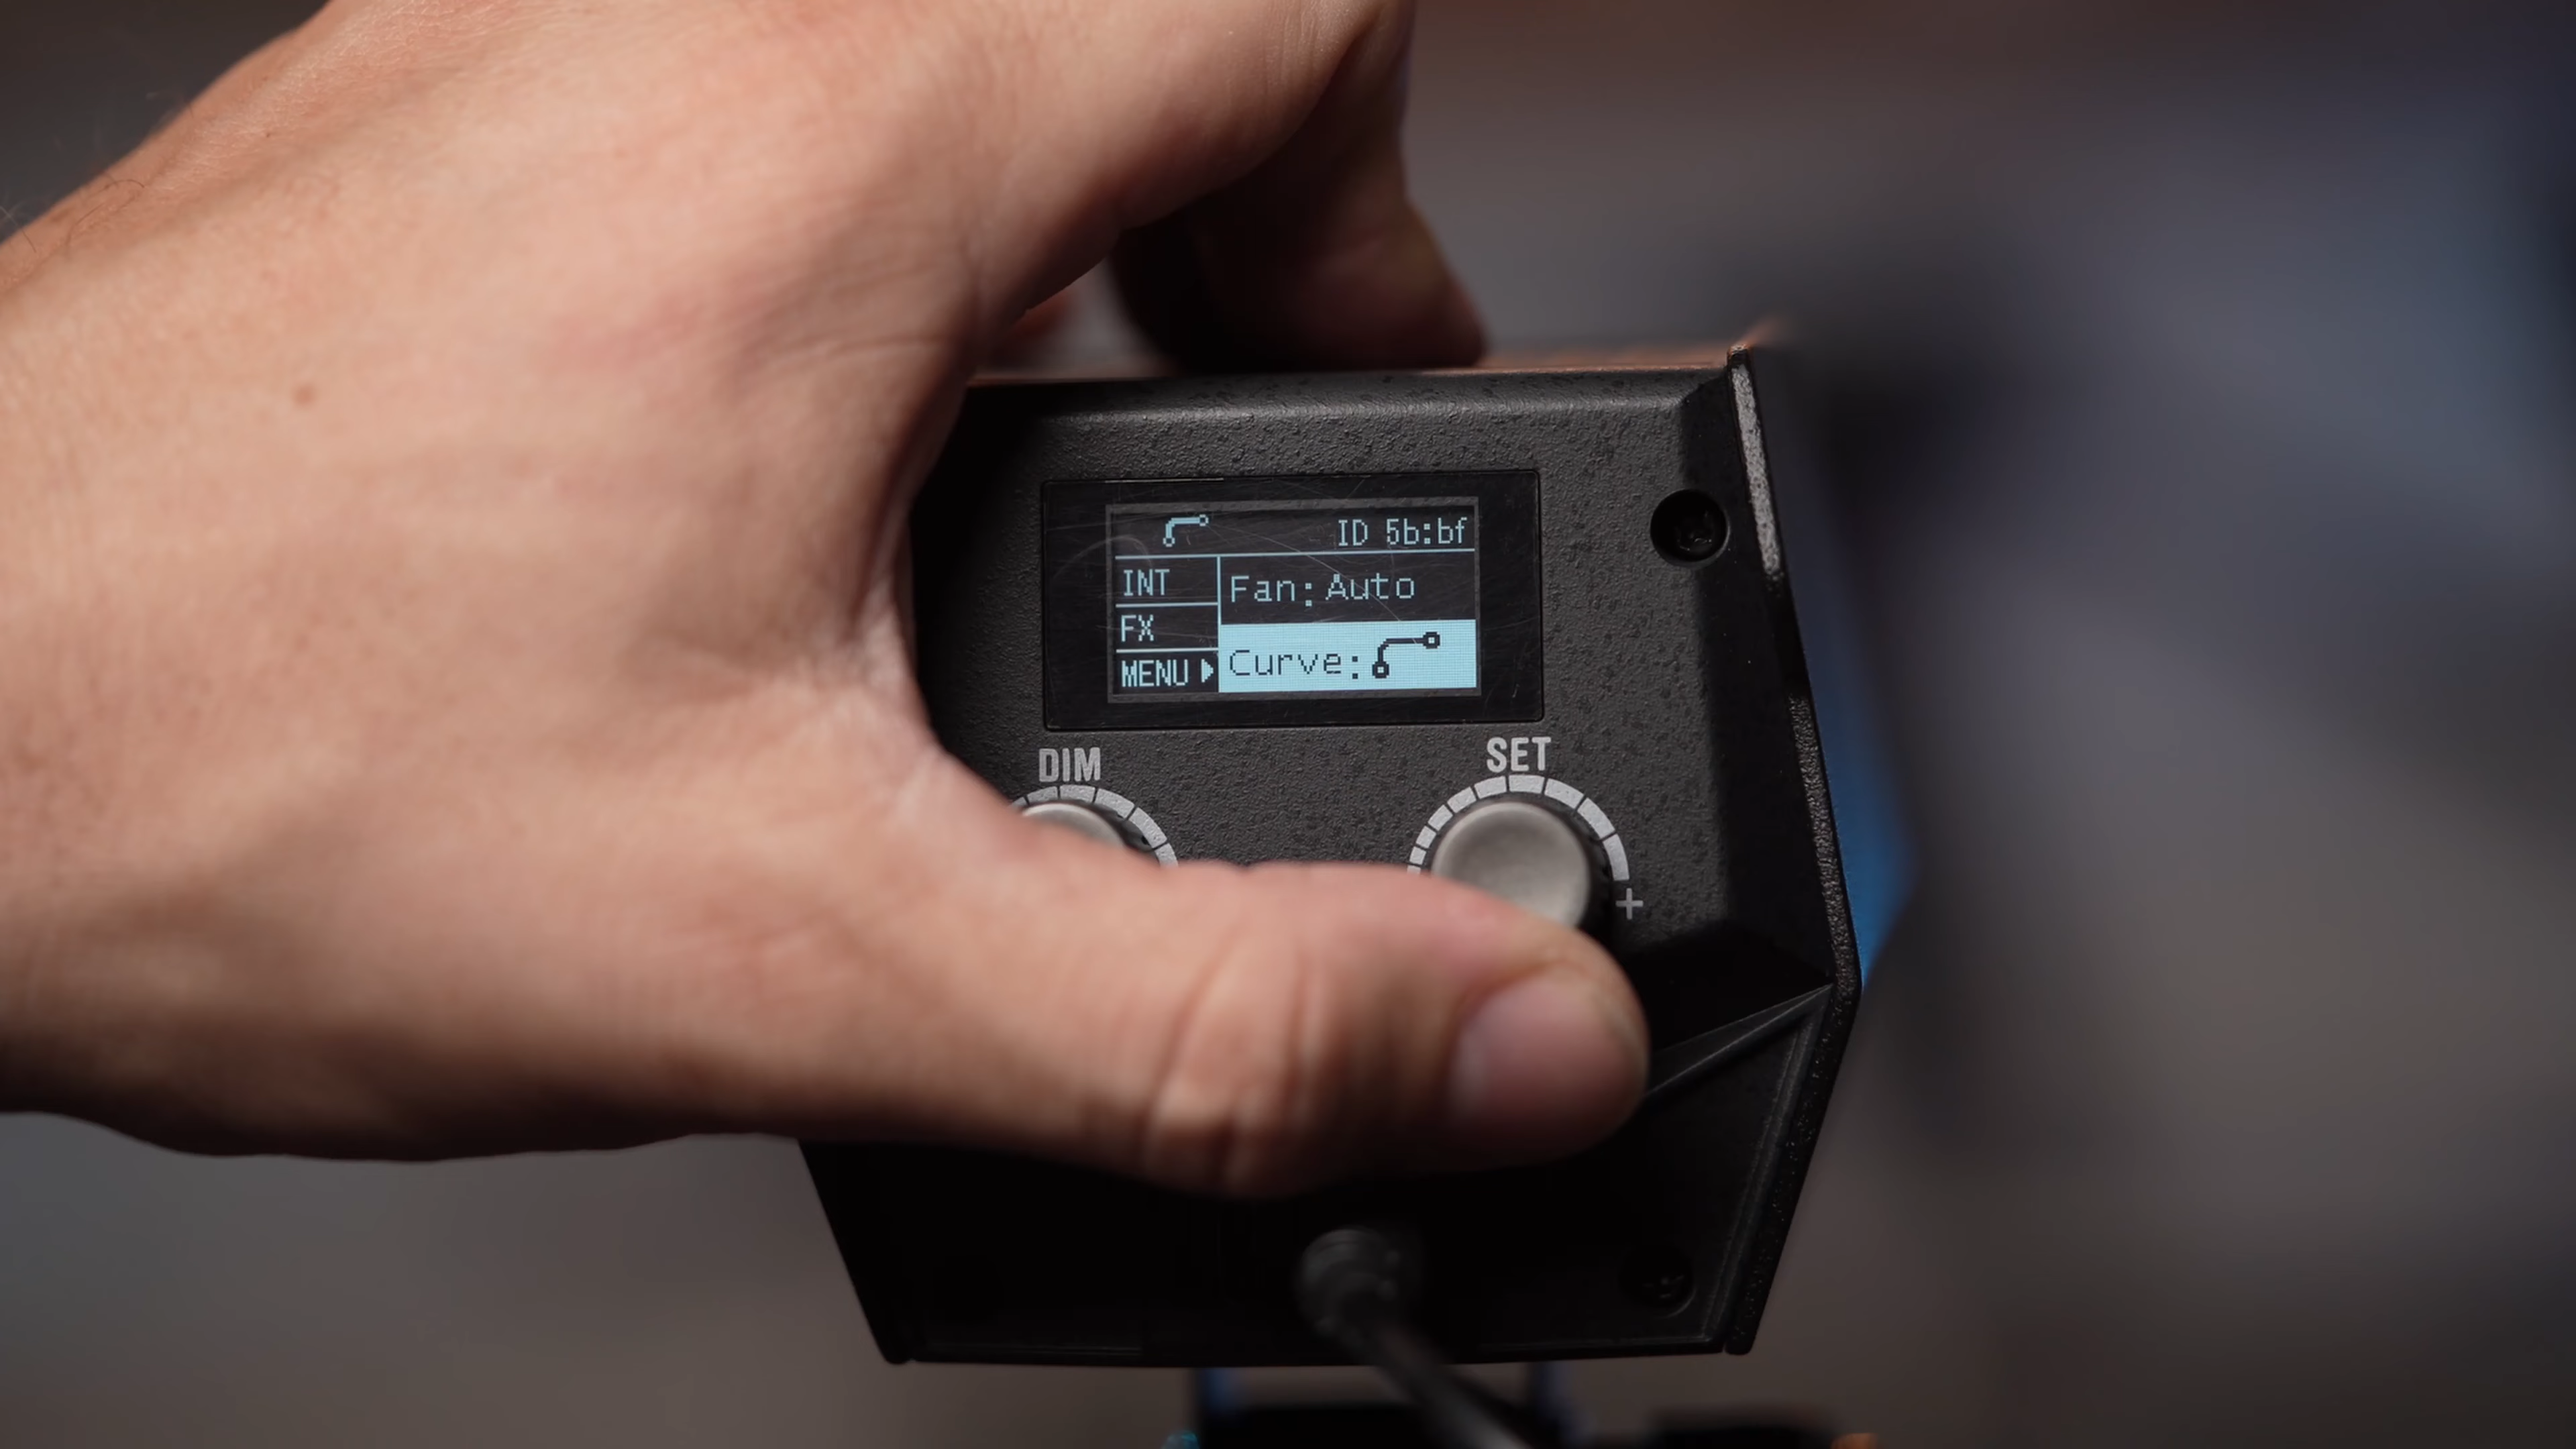 ID 5b:bf
INT
Fan: Auto
FX
Curve:
MENU
DIM
SET
+